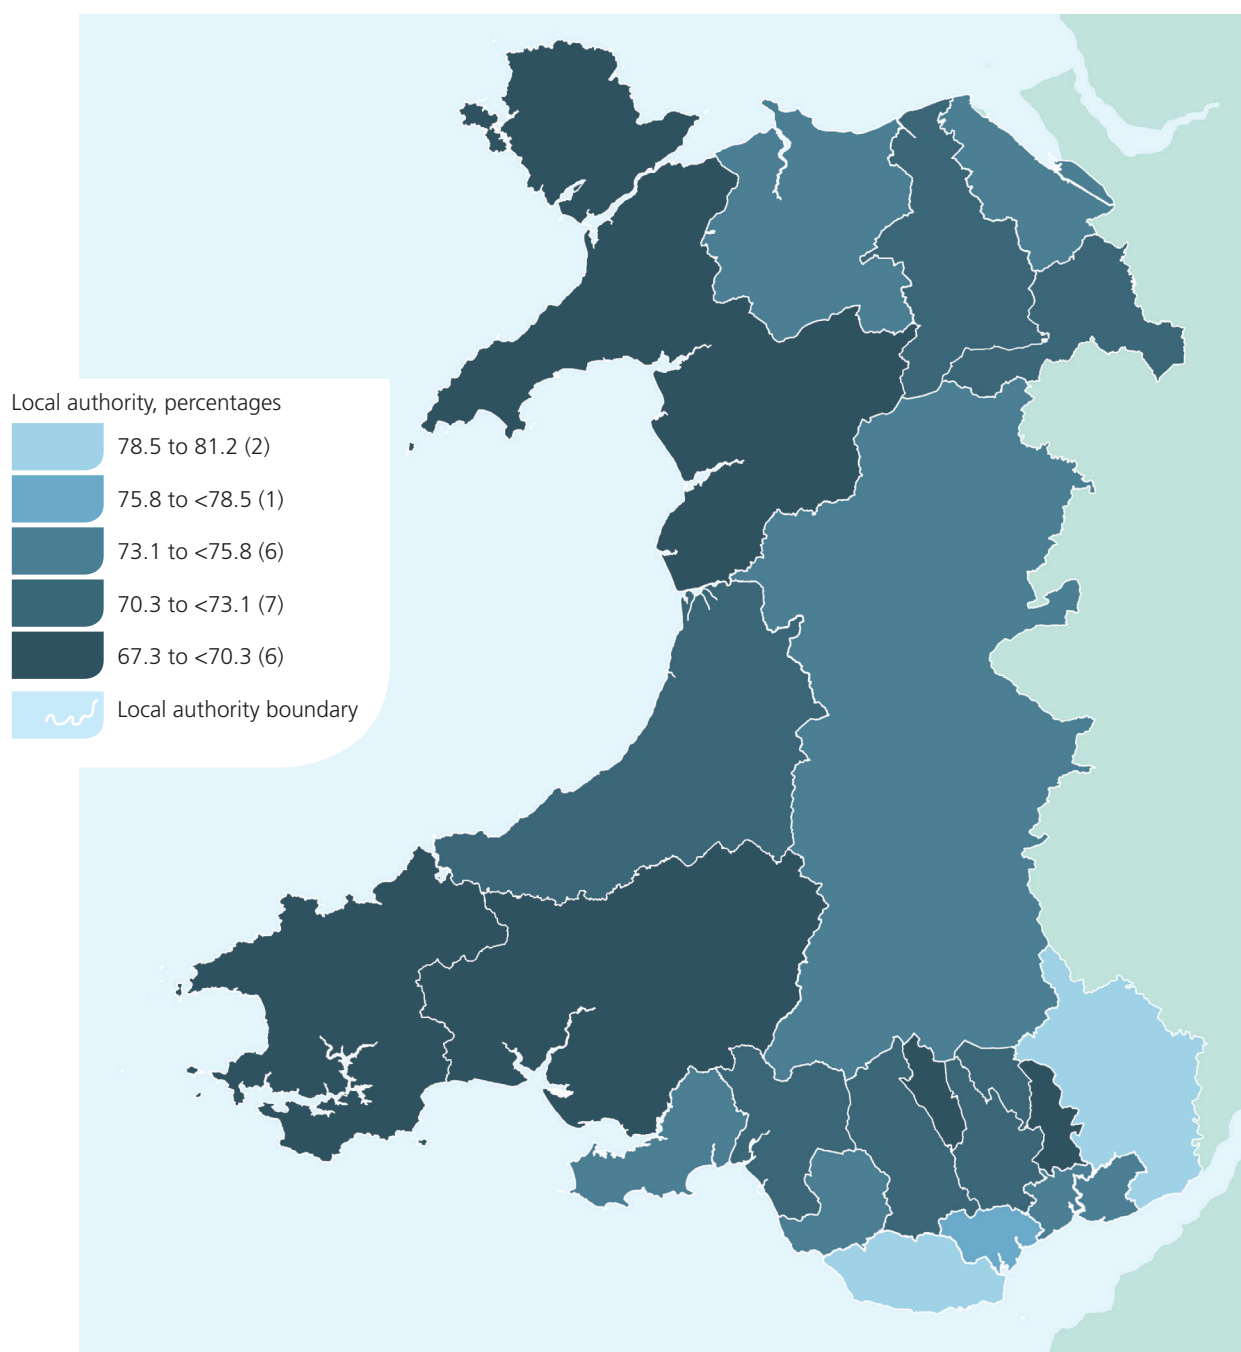 Local authority, percentages
78.5 to 81.2 (2)
75.8 to <78.5 (1)
73.1 to <75.8 (6)
70.3 to <73.1 (7)
67.3 to <70.3 (6)
Local authority boundary